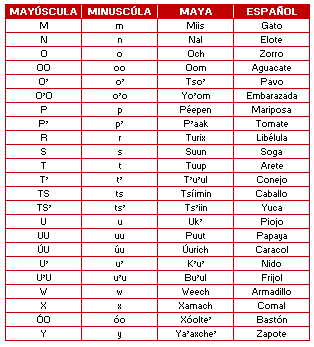 MAYÚSCULA MINUSCÚLA MAYA ESPAÑOL
M m Miis Gato
N n Nal Elote
O o Och Zorro
OO oo Oom Aguacate
O' o' Tso' Pavo
O'O o'o Yo'om Embarazada
P p Péepen Mariposa
P' p' P'aak Tomate
R r Turix Libélula
S s Suun Soga
T t Tuup Arete
T' t' T'u'ul Conejo
TS ts Tsíimin Caballo
TS' ts' Ts'iin Yuca
U u Uk' Piojo
UU uu Puut Papaya
ÚU úu Úurich Caracol
U' u' K'u' Nido
U'U u'u Bu'ul Frijol
W w Weech Armadillo
X x Xamach Comal
ÓO óo Xóolte' Bastón
Y y Ya'axche' Zapote